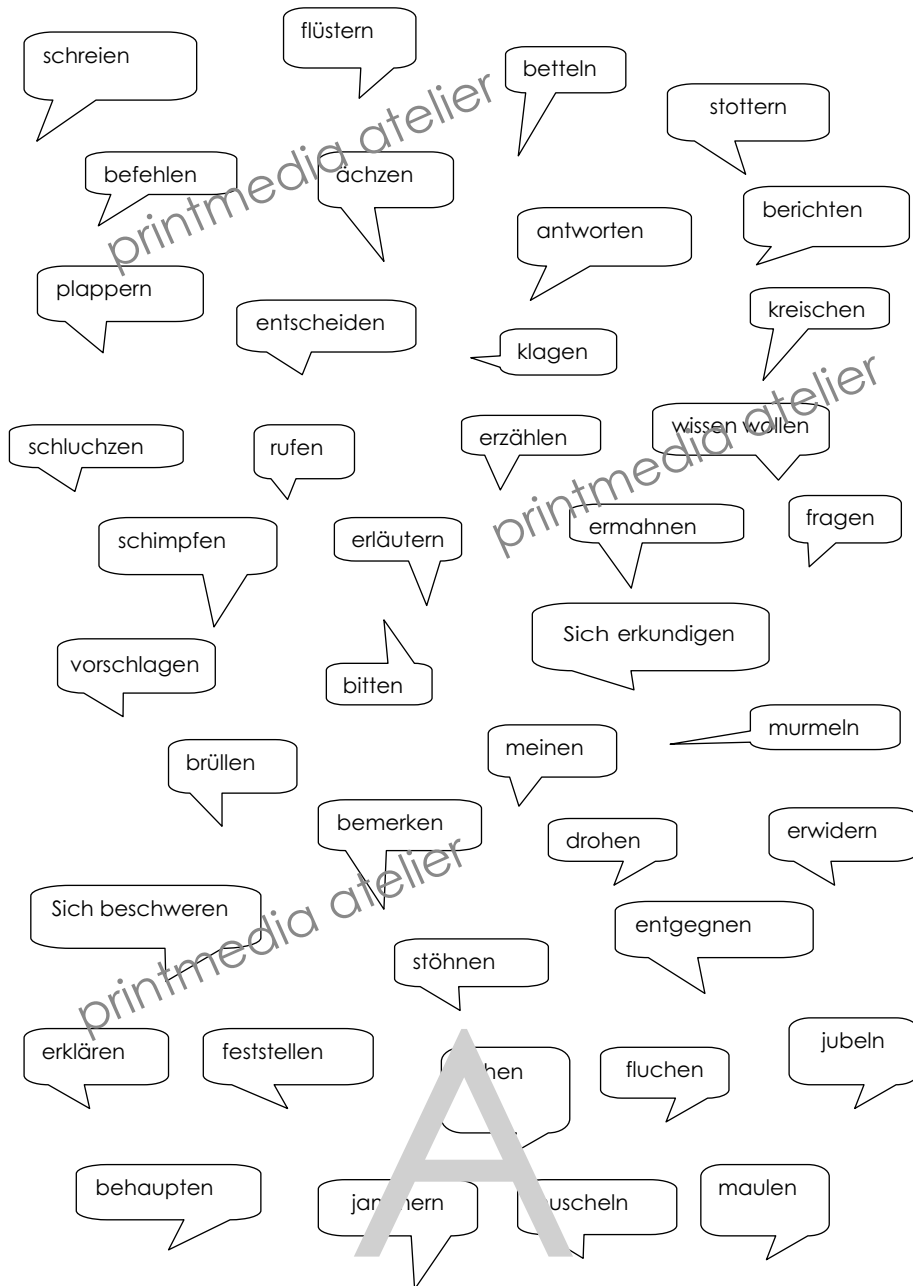 flüstern
schreien
betteln
stottern
printmedia atelier
befehlen
ächzen
berichten
antworten
plappern
kreischen
entscheiden
klagen
printmedia atelier
wissen wollen
erzählen
schluchzen
rufen
fragen
ermahnen
schimpfen
erläutern
Sich erkundigen
vorschlagen
bitten
murmeln
meinen
brüllen
bemerken
drohen
erwidern
printmedia atelier
Sich beschweren
entgegnen
stöhnen
jubeln
erklären
feststellen
fluchen
A
behaupten
maulen
jammern